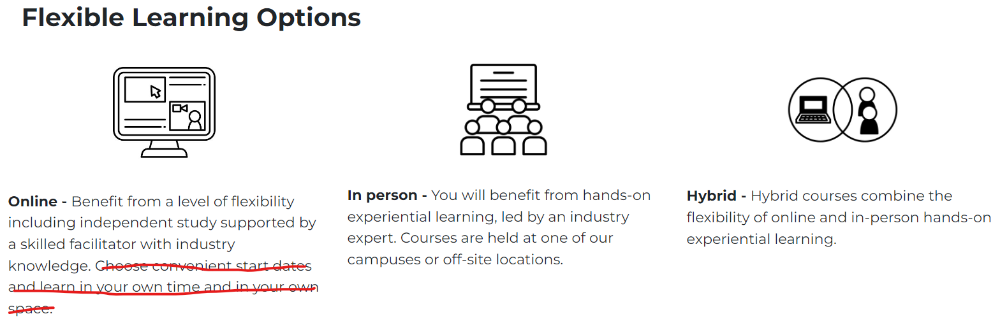 Flexible Learning Options
Online - Benefit from a level of flexibility
including independent study supported by
a skilled facilitator with industry
knowledge. Choose convenient start dates
and learn in your own time and in your own
space.
In person - You will benefit from hands-on
experiential learning, led by an industry
expert. Courses are held at one of our
campuses or off-site locations.
Hybrid - Hybrid courses combine the
flexibility of online and in-person hands-on
experiential learning.